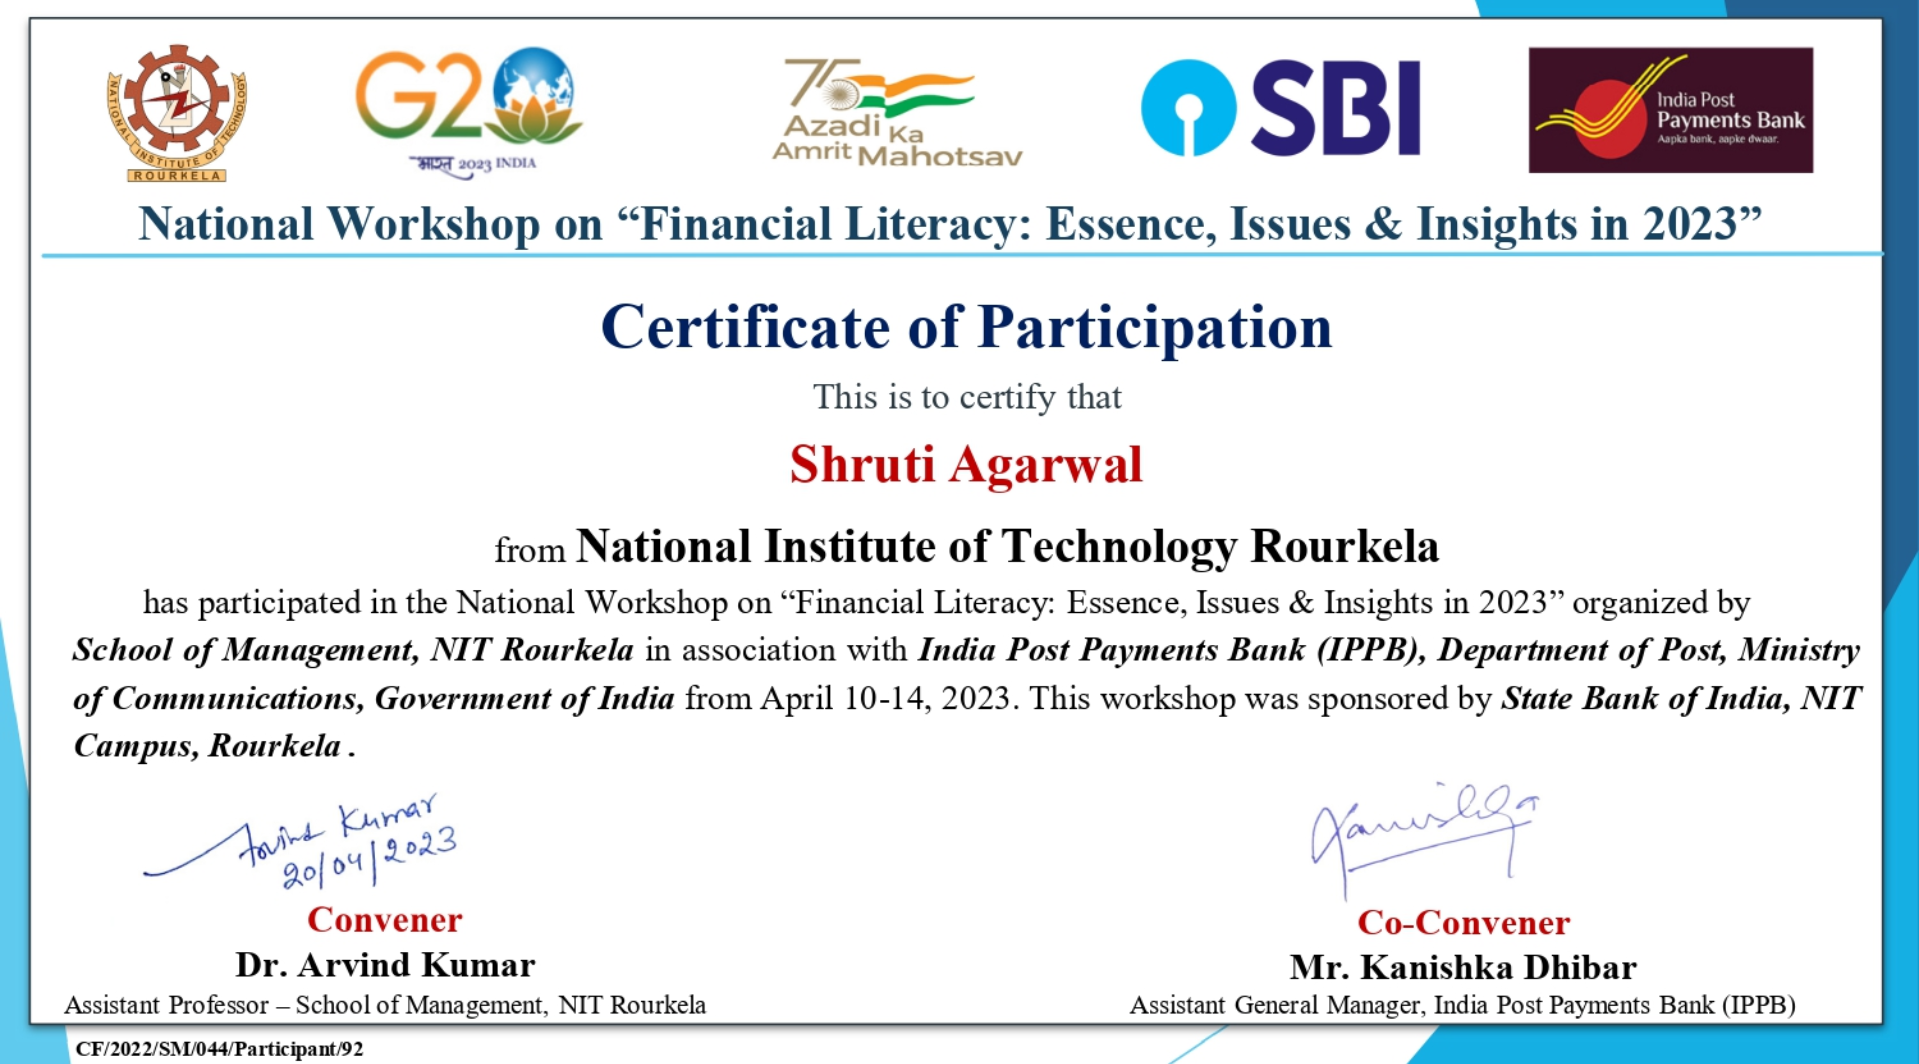 NATIONAL INSTITUTE OF TECHNOLOGY
ROURKELA
G20
भारत 2023 INDIA
75
Azadi Ka
Amrit Mahotsav
SBI
India Post
Payments Bank
Aapka bank, aapke dwaar.
National Workshop on “Financial Literacy: Essence, Issues & Insights in 2023”
Certificate of Participation
This is to certify that
Shruti Agarwal
from National Institute of Technology Rourkela
has participated in the National Workshop on “Financial Literacy: Essence, Issues & Insights in 2023” organized by
School of Management, NIT Rourkela in association with India Post Payments Bank (IPPB), Department of Post, Ministry
of Communications, Government of India from April 10-14, 2023. This workshop was sponsored by State Bank of India, NIT
Campus, Rourkela .
Arvind Kumar
20/04/2023
Kanishka
Convener
Dr. Arvind Kumar
Assistant Professor – School of Management, NIT Rourkela
Co-Convener
Mr. Kanishka Dhibar
Assistant General Manager, India Post Payments Bank (IPPB)
CF/2022/SM/044/Participant/92